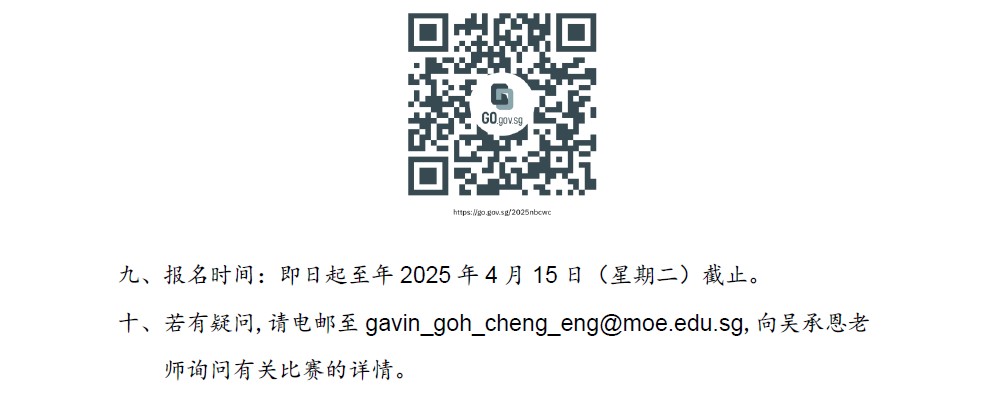 GO.gov.sg
https://go.gov.sg/2025nbcwc
九、报名时间：即日起至年 2025 年 4 月 15 日（星期二）截止。
十、若有疑问,请电邮至 gavin_goh_cheng_eng@moe.edu.sg,向吴承恩老
师询问有关比赛的详情。